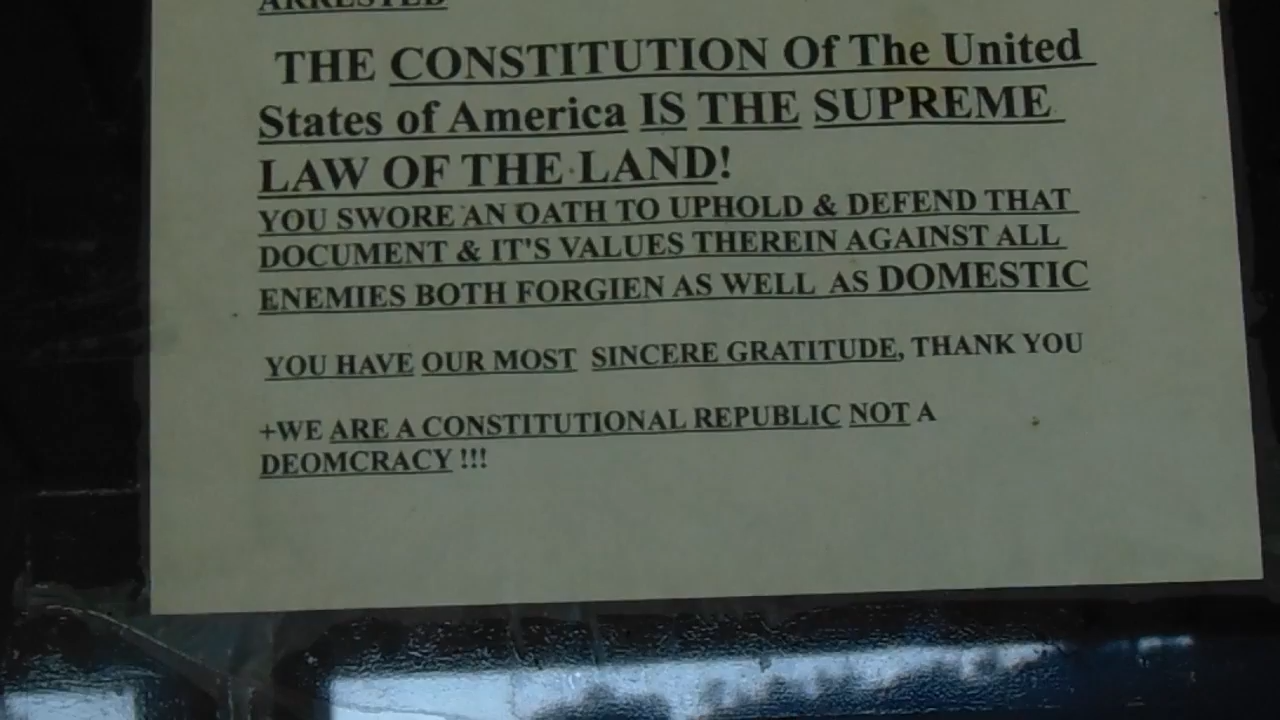 ARRESTED
THE CONSTITUTION Of The United
States of America IS THE SUPREME
LAW OF THE LAND!
YOU SWORE AN OATH TO UPHOLD & DEFEND THAT
DOCUMENT & IT'S VALUES THEREIN AGAINST ALL
ENEMIES BOTH FORGIEN AS WELL AS DOMESTIC
YOU HAVE OUR MOST SINCERE GRATITUDE, THANK YOU
+WE ARE A CONSTITUTIONAL REPUBLIC NOT A
DEOMCRACY !!!